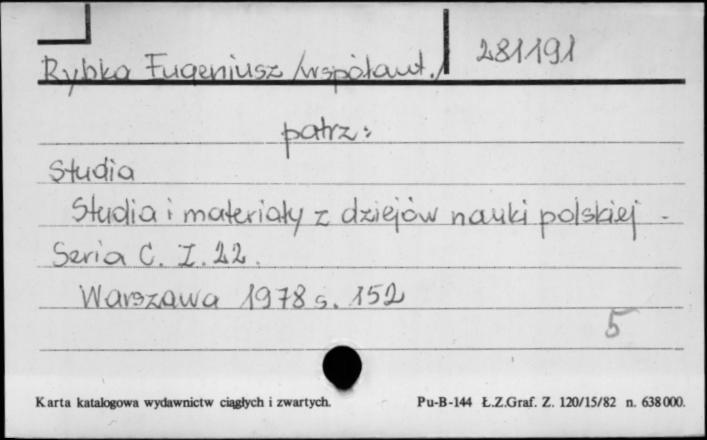 Rybka Eugeniusz /współaut./ 281191
patrz:
Studia
Studia i materiały z dziejów nauki polskiej -
Seria C. Z. 22.
Warszawa 1978 s. 152
5
Karta katalogowa wydawnictw ciągłych i zwartych. Pu-B-144 Ł.Z.Graf. Z. 120/15/82 n. 638000.